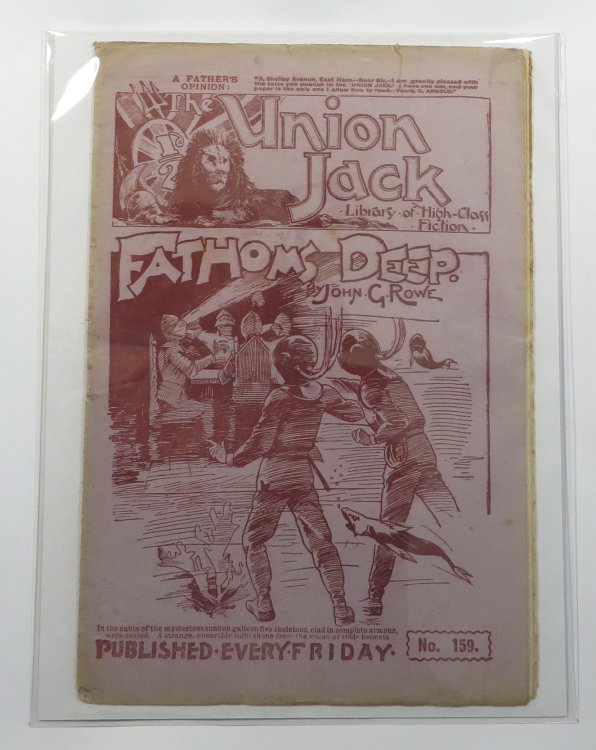 A FATHER'S
OPINION:
"8, Shelley Avenue, East Ham.—Dear Sir,—I am greatly pleased with
the tales you publish in the 'UNION JACK.' I have one son, and your
paper is the only one I allow him to read.—Yours, C. ARNOLD."
The Union
Jack
1/2
Library · of · High-Class
Fiction ·
FATHOMS DEEP.
By JOHN · G. ROWE
In the cabin of the mysterious sunken galleon five skeletons, clad in complete armour,
were seated. A strange, unearthly light shone from the visors of their helmets
PUBLISHED · EVERY · FRIDAY ·
No. 159.